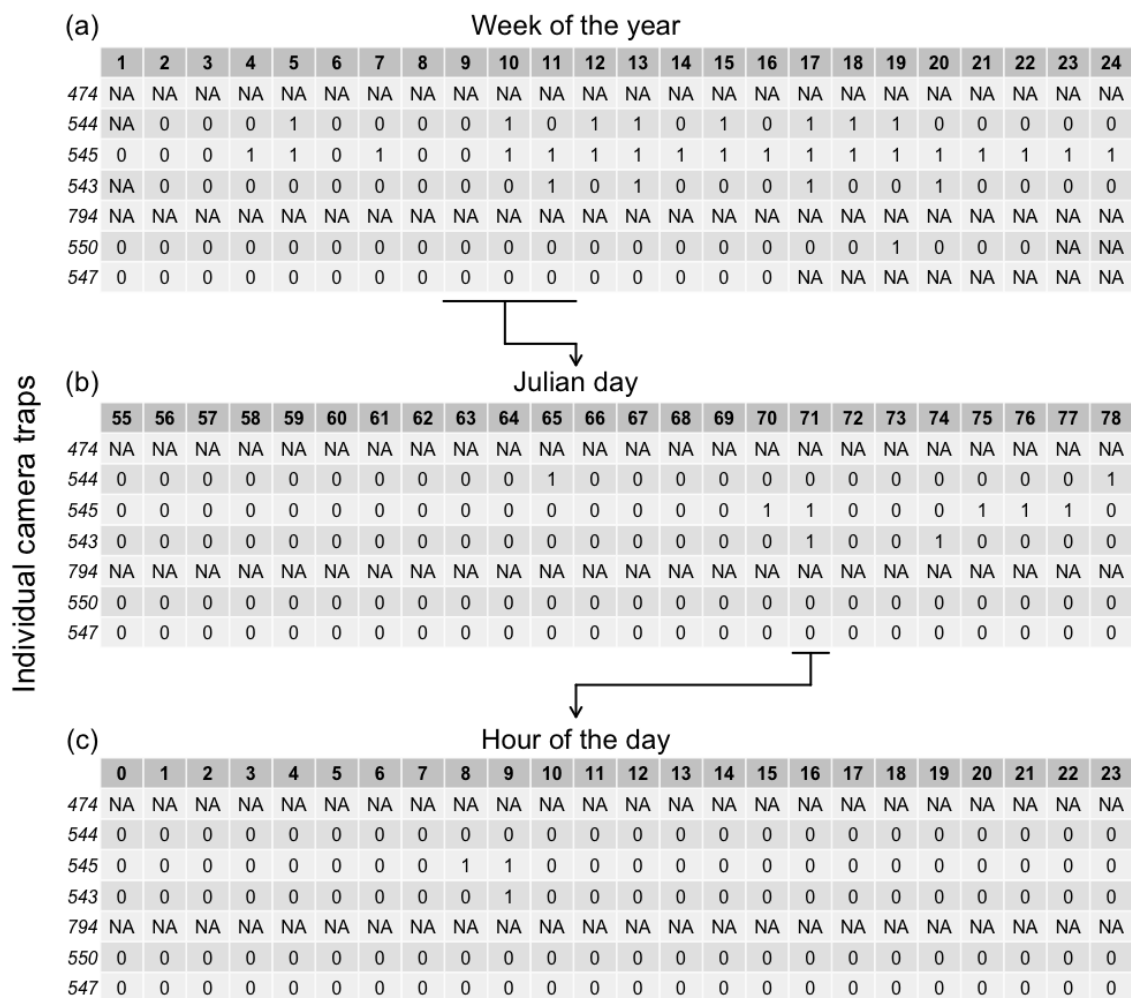 (a) Week of the year
1 2 3 4 5 6 7 8 9 10 11 12 13 14 15 16 17 18 19 20 21 22 23 24
474 NA NA NA NA NA NA NA NA NA NA NA NA NA NA NA NA NA NA NA NA NA NA NA NA
544 NA 0 0 0 1 0 0 0 0 1 0 1 1 0 1 0 1 1 1 0 0 0 0 0
545 0 0 0 1 1 0 1 0 0 1 1 1 1 1 1 1 1 1 1 1 1 1 1 1
543 NA 0 0 0 0 0 0 0 0 0 1 0 1 0 0 0 1 0 0 1 0 0 0 0
794 NA NA NA NA NA NA NA NA NA NA NA NA NA NA NA NA NA NA NA NA NA NA NA NA
550 0 0 0 0 0 0 0 0 0 0 0 0 0 0 0 0 0 0 1 0 0 0 NA NA
547 0 0 0 0 0 0 0 0 0 0 0 0 0 0 0 0 NA NA NA NA NA NA NA NA
Individual camera traps
(b) Julian day
55 56 57 58 59 60 61 62 63 64 65 66 67 68 69 70 71 72 73 74 75 76 77 78
474 NA NA NA NA NA NA NA NA NA NA NA NA NA NA NA NA NA NA NA NA NA NA NA NA
544 0 0 0 0 0 0 0 0 0 0 1 0 0 0 0 0 0 0 0 0 0 0 0 1
545 0 0 0 0 0 0 0 0 0 0 0 0 0 0 0 1 1 0 0 0 1 1 1 0
543 0 0 0 0 0 0 0 0 0 0 0 0 0 0 0 0 1 0 0 1 0 0 0 0
794 NA NA NA NA NA NA NA NA NA NA NA NA NA NA NA NA NA NA NA NA NA NA NA NA
550 0 0 0 0 0 0 0 0 0 0 0 0 0 0 0 0 0 0 0 0 0 0 0 0
547 0 0 0 0 0 0 0 0 0 0 0 0 0 0 0 0 0 0 0 0 0 0 0 0
(c) Hour of the day
0 1 2 3 4 5 6 7 8 9 10 11 12 13 14 15 16 17 18 19 20 21 22 23
474 NA NA NA NA NA NA NA NA NA NA NA NA NA NA NA NA NA NA NA NA NA NA NA NA
544 0 0 0 0 0 0 0 0 0 0 0 0 0 0 0 0 0 0 0 0 0 0 0 0
545 0 0 0 0 0 0 0 0 1 1 0 0 0 0 0 0 0 0 0 0 0 0 0 0
543 0 0 0 0 0 0 0 0 0 1 0 0 0 0 0 0 0 0 0 0 0 0 0 0
794 NA NA NA NA NA NA NA NA NA NA NA NA NA NA NA NA NA NA NA NA NA NA NA NA
550 0 0 0 0 0 0 0 0 0 0 0 0 0 0 0 0 0 0 0 0 0 0 0 0
547 0 0 0 0 0 0 0 0 0 0 0 0 0 0 0 0 0 0 0 0 0 0 0 0